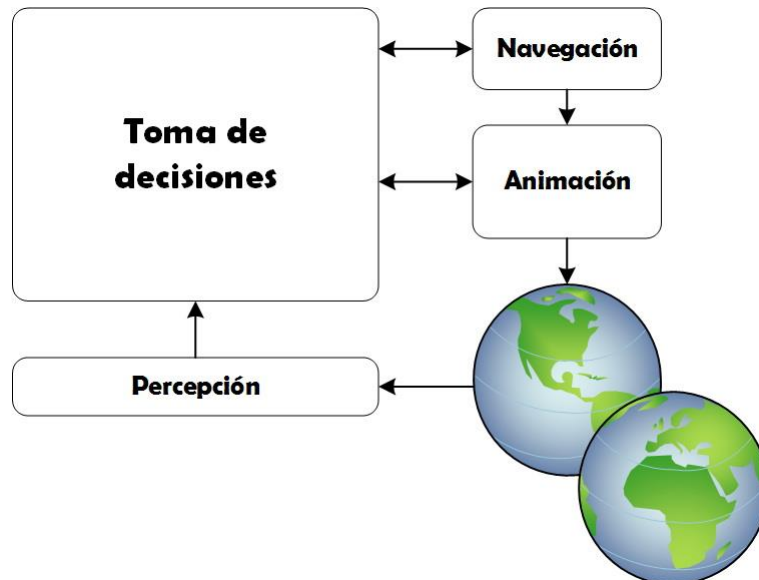 Toma de
decisiones
Navegación
Animación
Percepción